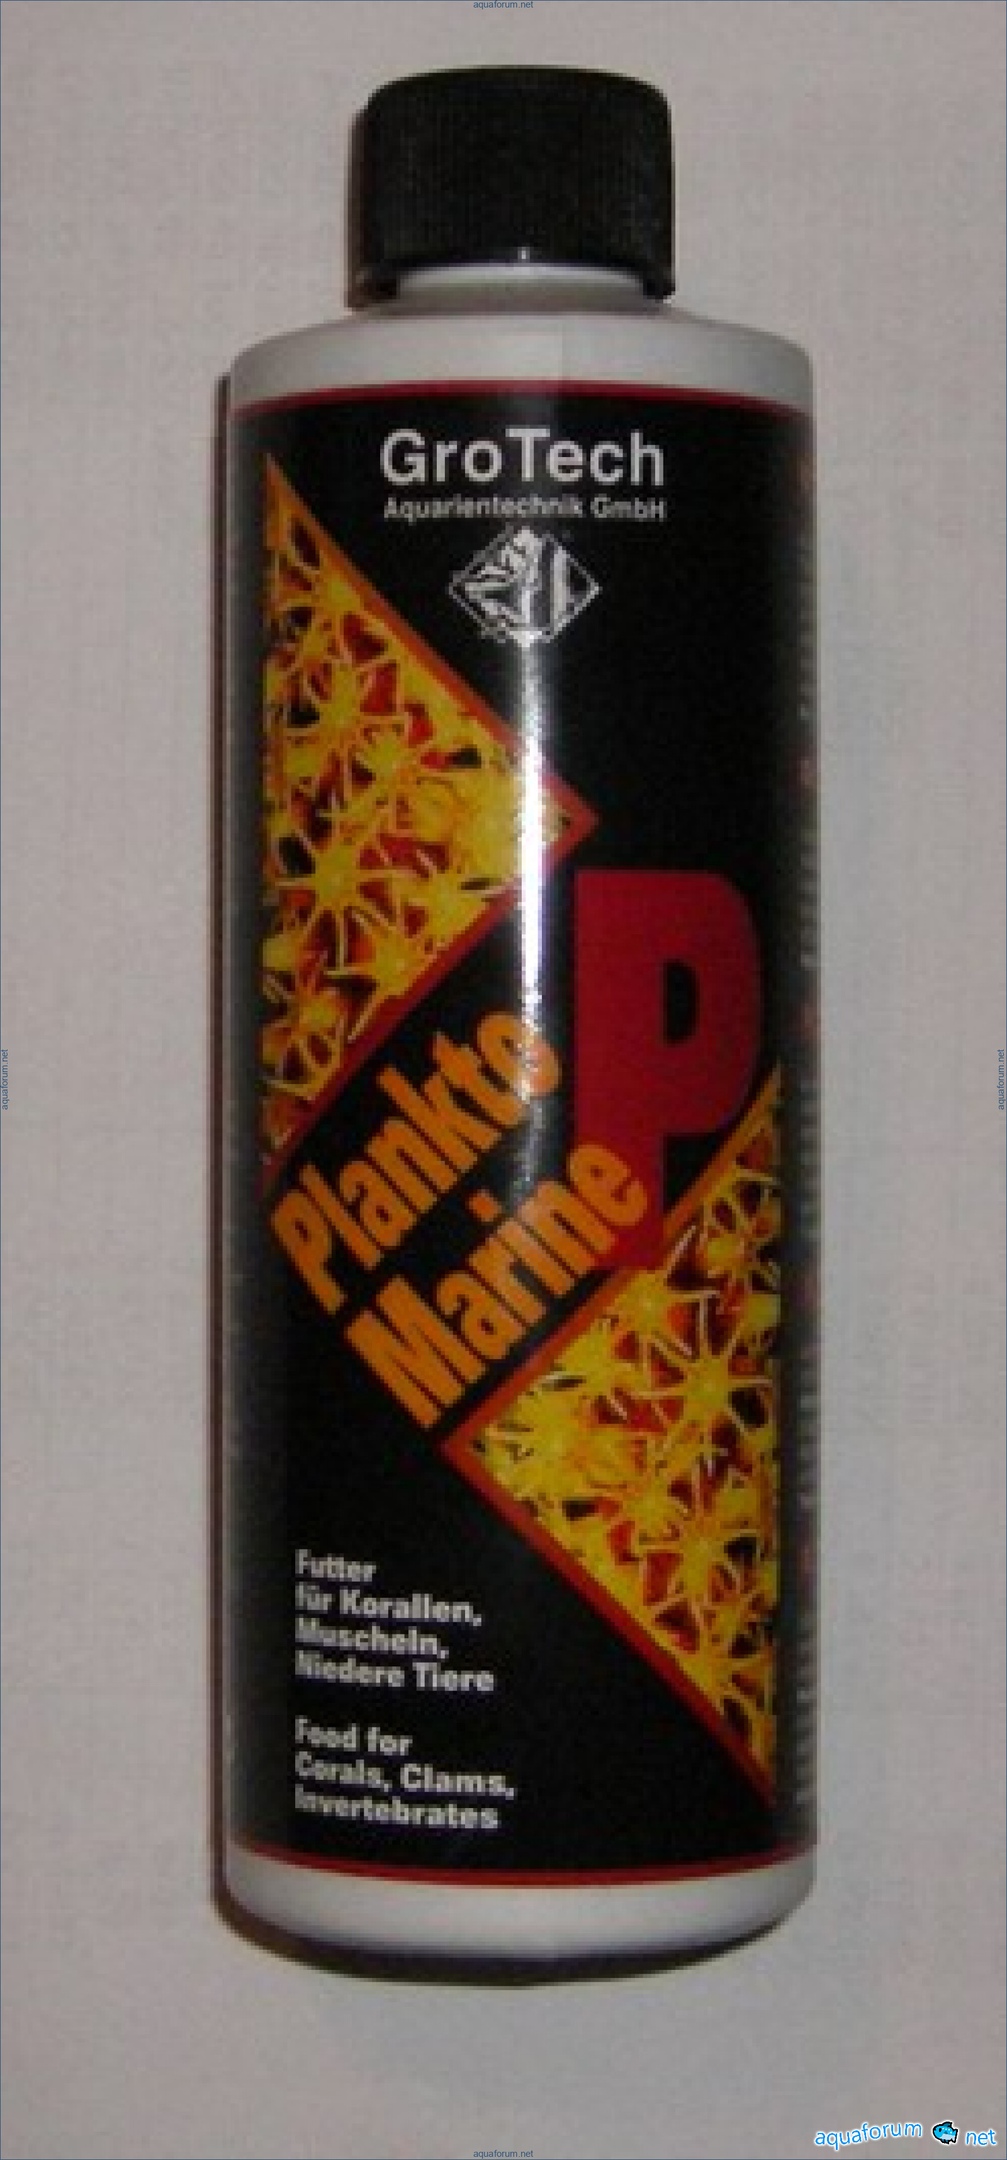 aquaforum.net
GroTech
Aquarientechnik GmbH
P
Plankto
Marine
Futter
für Korallen,
Muscheln,
Niedere Tiere
Food for
Corals, Clams,
Invertebrates
aquaforum.net
aquaforum.net
aquaforum net
aquaforum.net